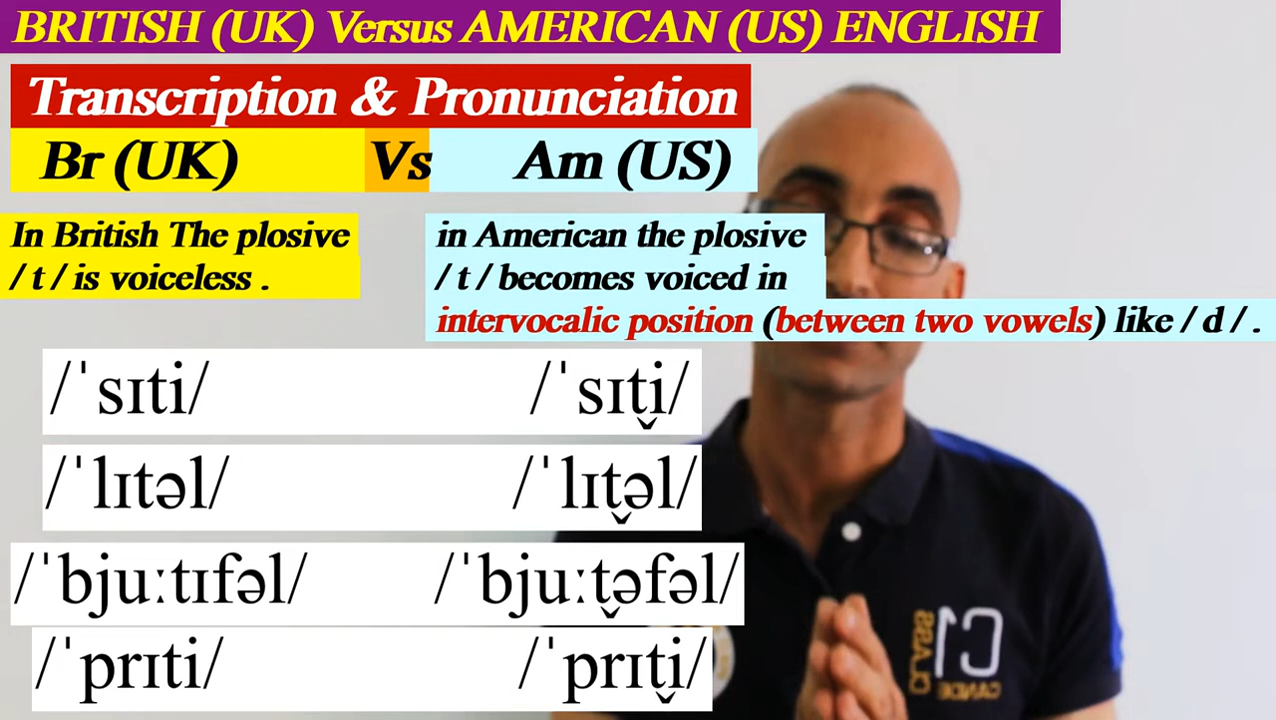 BRITISH (UK) Versus AMERICAN (US) ENGLISH
Transcription & Pronunciation
Br (UK) Vs Am (US)
In British The plosive
/ t / is voiceless .
in American the plosive
/ t / becomes voiced in
intervocalic position (between two vowels) like / d / .
/ˈsɪti/ /ˈsɪt̬i/
/ˈlɪtəl/ /ˈlɪt̬əl/
/ˈbjuːtɪfəl/ /ˈbjuːt̬əfəl/
/ˈprɪti/ /ˈprɪt̬i/
C1
CLASS